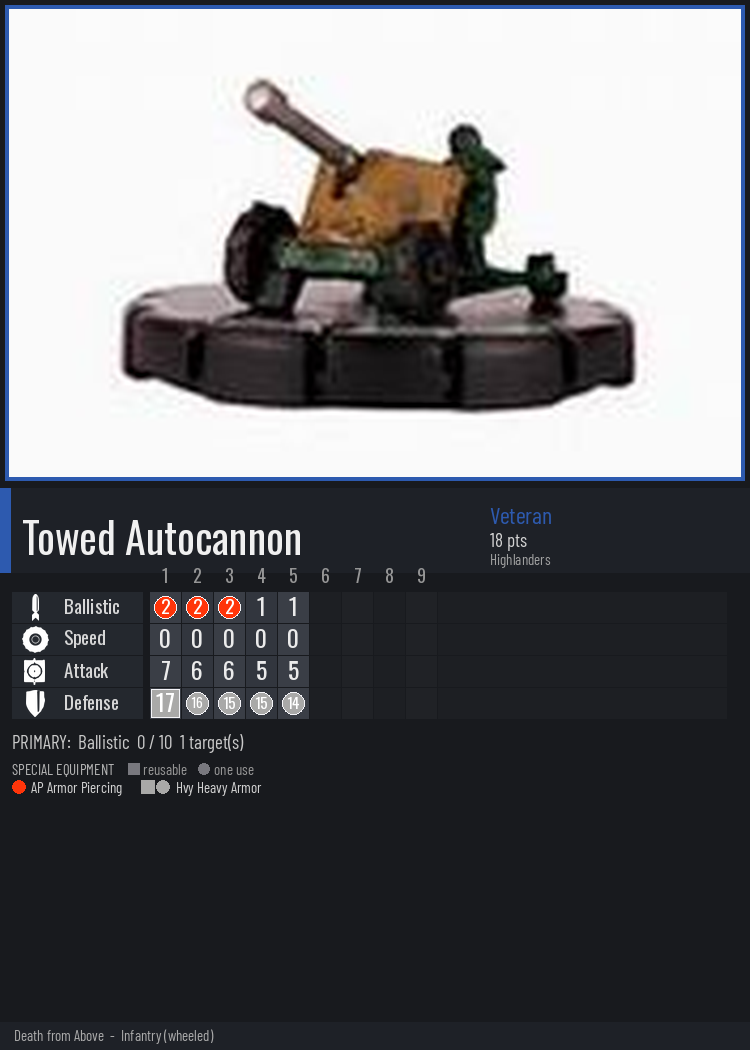 Towed Autocannon
Veteran
18 pts
Highlanders
1 2 3 4 5 6 7 8 9
Ballistic 2 2 2 1 1
Speed 0 0 0 0 0
Attack 7 6 6 5 5
Defense 17 16 15 15 14
PRIMARY: Ballistic 0 / 10 1 target(s)
SPECIAL EQUIPMENT reusable one use
AP Armor Piercing Hvy Heavy Armor
Death from Above - Infantry (wheeled)